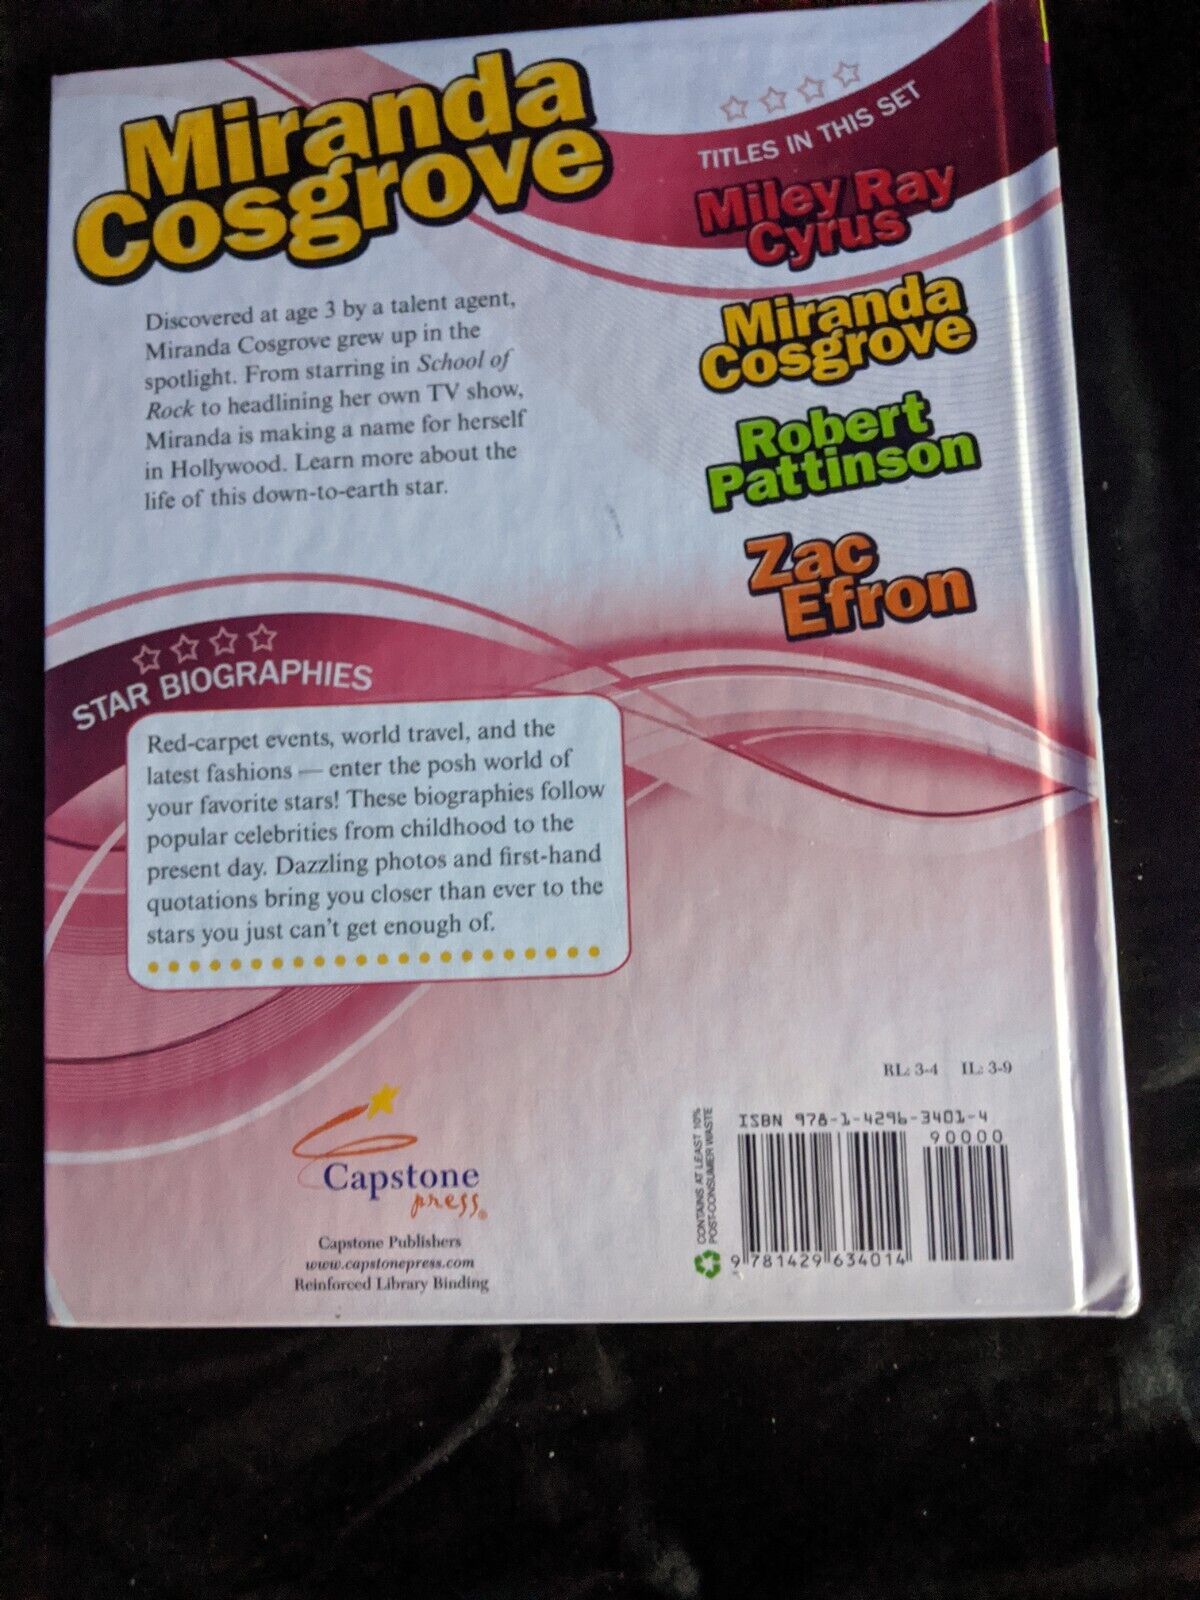 Miranda
Cosgrove
Discovered at age 3 by a talent agent,
Miranda Cosgrove grew up in the
spotlight. From starring in School of
Rock to headlining her own TV show,
Miranda is making a name for herself
in Hollywood. Learn more about the
life of this down-to-earth star.
TITLES IN THIS SET
Miley Ray
Cyrus
Miranda
Cosgrove
Robert
Pattinson
Zac
Efron
STAR BIOGRAPHIES
Red-carpet events, world travel, and the
latest fashions — enter the posh world of
your favorite stars! These biographies follow
popular celebrities from childhood to the
present day. Dazzling photos and first-hand
quotations bring you closer than ever to the
stars you just can't get enough of.
Capstone
press®
Capstone Publishers
www.capstonepress.com
Reinforced Library Binding
RL: 3-4 IL: 3-9
CONTAINS AT LEAST 10%
POST-CONSUMER WASTE
ISBN 978-1-4296-3401-4
90000
9 781429 634014